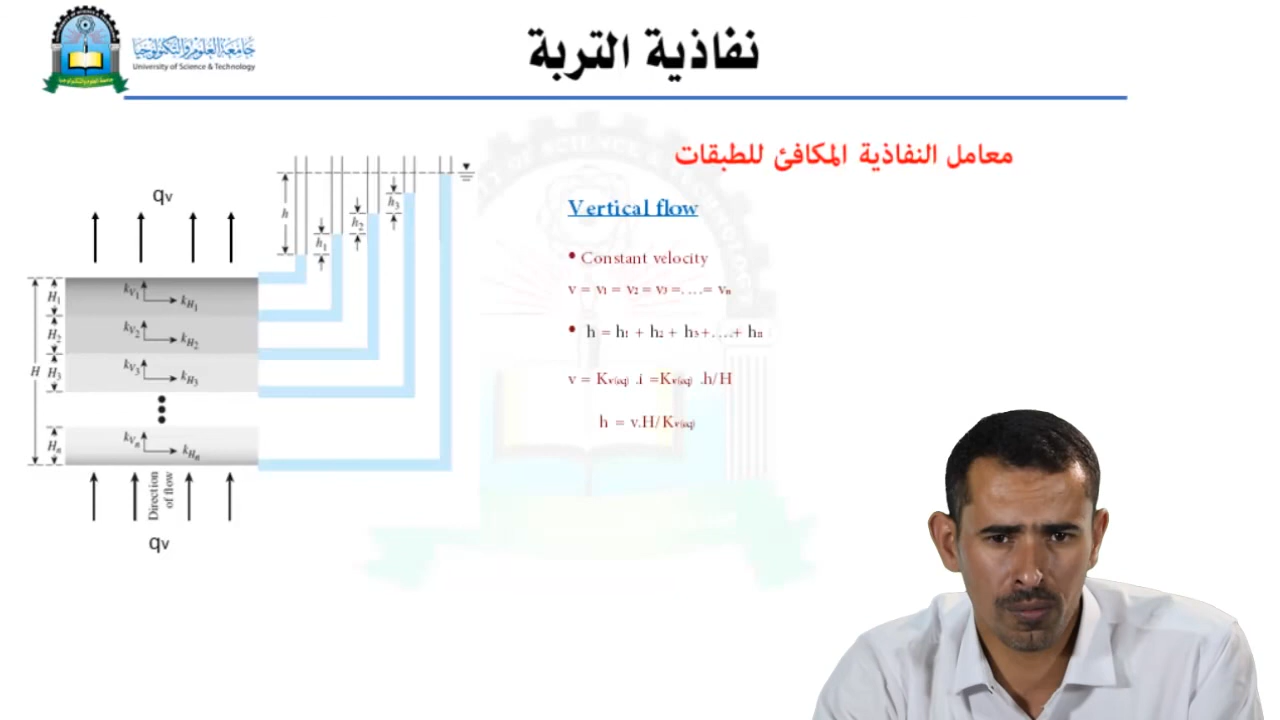 جامعة العلوم والتكنولوجيا
University of Science & Technology
نفاذية التربة
معامل النفاذية المكافئ للطبقات
Vertical flow
• Constant velocity
v = v₁ = v₂ = v₃ =….= vₙ
• h = h₁ + h₂ + h₃ +….+ hₙ
v = Kᵥ₍eq₎ .i =Kᵥ₍eq₎ .h/H
h = v.H/Kᵥ₍eq₎
qv
h
h₁
h₂
h₃
H
H₁
kV₁
kH₁
H₂
kV₂
kH₂
H₃
kV₃
kH₃
Hₙ
kVₙ
kHₙ
Direction
of flow
qv